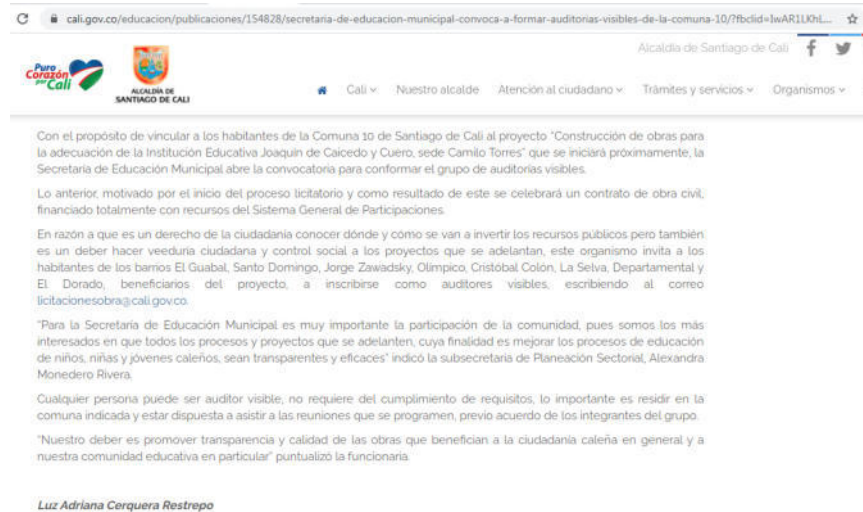 cali.gov.co/educacion/publicaciones/154828/secretaria-de-educacion-municipal-convoca-a-formar-auditorias-visibles-de-la-comuna-10/?fbclid=IwAR1LKhL...
Alcaldía de Santiago de Cali
Puro
Corazón
por Cali
ALCALDÍA DE
SANTIAGO DE CALI
Cali
Nuestro alcalde
Atención al ciudadano
Trámites y servicios
Organismos
Con el propósito de vincular a los habitantes de la Comuna 10 de Santiago de Cali al proyecto "Construcción de obras para
la adecuación de la Institución Educativa Joaquín de Caicedo y Cuero, sede Camilo Torres" que se iniciará próximamente, la
Secretaría de Educación Municipal abre la convocatoria para conformar el grupo de auditorías visibles.
Lo anterior, motivado por el inicio del proceso licitatorio y como resultado de este se celebrará un contrato de obra civil,
financiado totalmente con recursos del Sistema General de Participaciones.
En razón a que es un derecho de la ciudadanía conocer dónde y cómo se van a invertir los recursos públicos pero también
es un deber hacer veeduría ciudadana y control social a los proyectos que se adelantan, este organismo invita a los
habitantes de los barrios El Guabal, Santo Domingo, Jorge Zawadsky, Olímpico, Cristóbal Colón, La Selva, Departamental y
El Dorado, beneficiarios del proyecto, a inscribirse como auditores visibles, escribiendo al correo
licitacionesobra@cali.gov.co.
"Para la Secretaría de Educación Municipal es muy importante la participación de la comunidad, pues somos los más
interesados en que todos los procesos y proyectos que se adelanten, cuya finalidad es mejorar los procesos de educación
de niños, niñas y jóvenes caleños, sean transparentes y eficaces" indicó la subsecretaria de Planeación Sectorial, Alexandra
Monedero Rivera.
Cualquier persona puede ser auditor visible, no requiere del cumplimiento de requisitos, lo importante es residir en la
comuna indicada y estar dispuesta a asistir a las reuniones que se programen, previo acuerdo de los integrantes del grupo.
"Nuestro deber es promover transparencia y calidad de las obras que benefician a la ciudadanía caleña en general y a
nuestra comunidad educativa en particular" puntualizó la funcionaria.
Luz Adriana Cerquera Restrepo